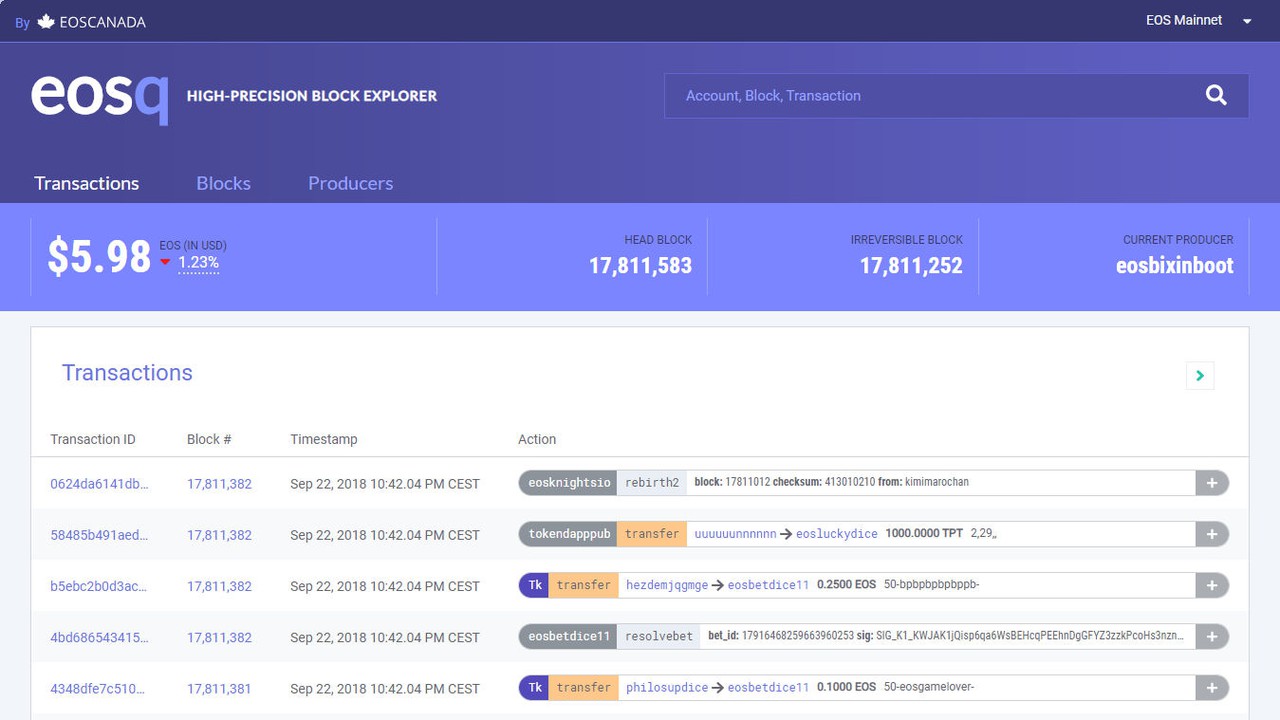 By EOSCANADA
EOS Mainnet
eosq HIGH-PRECISION BLOCK EXPLORER
Account, Block, Transaction
Transactions Blocks Producers
$5.98 EOS (IN USD) 1.23%
HEAD BLOCK 17,811,583
IRREVERSIBLE BLOCK 17,811,252
CURRENT PRODUCER eosbixinboot
Transactions
Transaction ID Block # Timestamp Action
0624da6141db... 17,811,382 Sep 22, 2018 10:42.04 PM CEST eosknightsio rebirth2 block: 17811012 checksum: 413010210 from: kimimarochan +
58485b491aed... 17,811,382 Sep 22, 2018 10:42.04 PM CEST tokendapppub transfer uuuuuunnnnnn → eosluckydice 1000.0000 TPT 2,29,, +
b5ebc2b0d3ac... 17,811,382 Sep 22, 2018 10:42.04 PM CEST Tk transfer hezdemjqgmge → eosbetdice11 0.2500 EOS 50-bpbpbpbpbppb- +
4bd686543415... 17,811,382 Sep 22, 2018 10:42.04 PM CEST eosbetdice11 resolvebet bet_id: 17916468259663960253 sig: SIG_K1_KWJAK1jQisp6qa6WsBEHcqPEEhnDgGFYZ3zzkPcoHs3nzn... +
4348dfe7c510... 17,811,381 Sep 22, 2018 10:42.04 PM CEST Tk transfer philosupdice → eosbetdice11 0.1000 EOS 50-eosgamelover- +